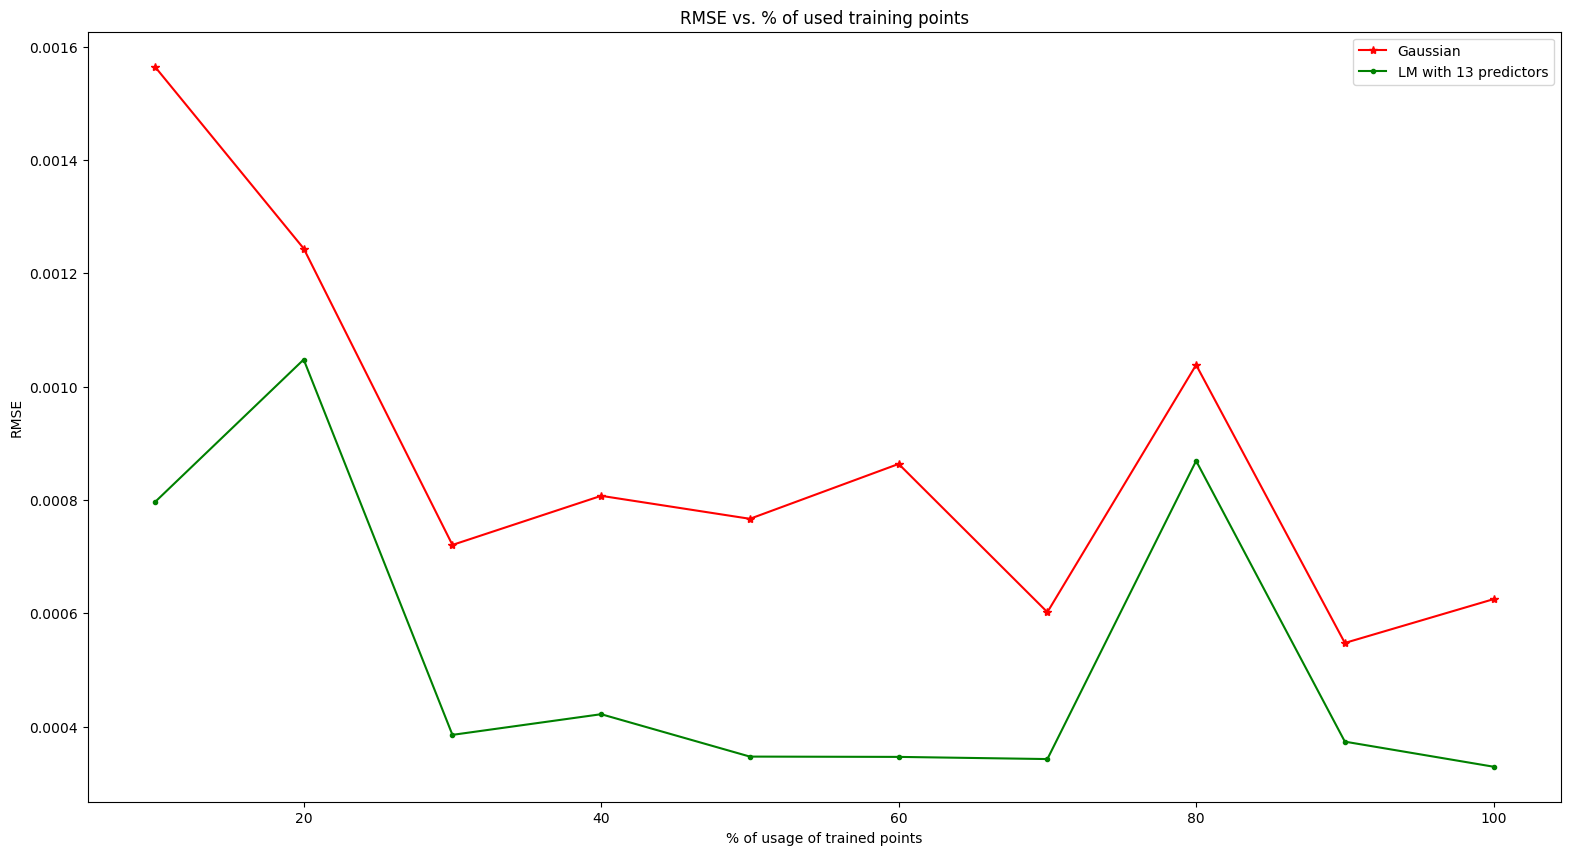 RMSE vs. % of used training points
Gaussian
LM with 13 predictors
0.0016
0.0014
0.0012
0.0010
0.0008
0.0006
0.0004
RMSE
20 40 60 80 100
% of usage of trained points